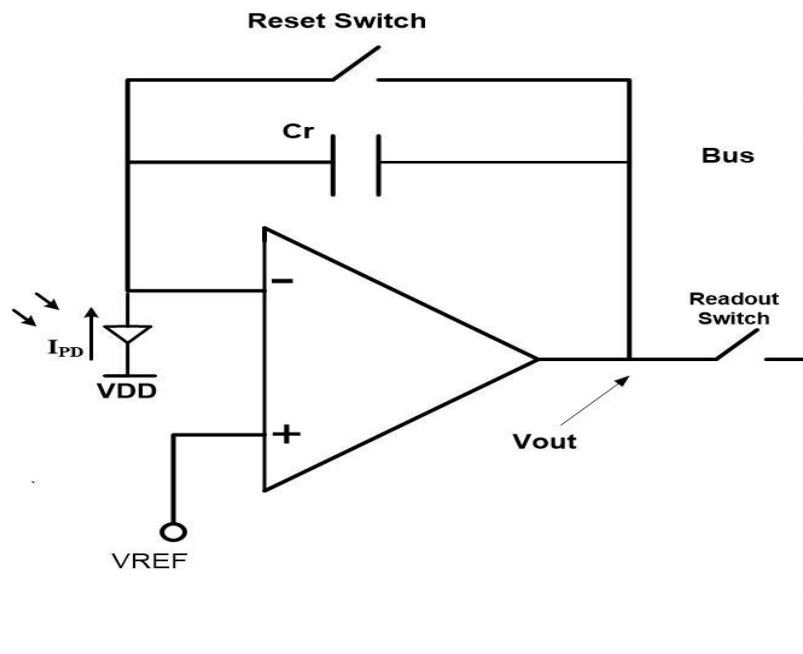 Reset Switch
Cr
Bus
−
Readout
Switch
IPD
VDD
+
Vout
VREF